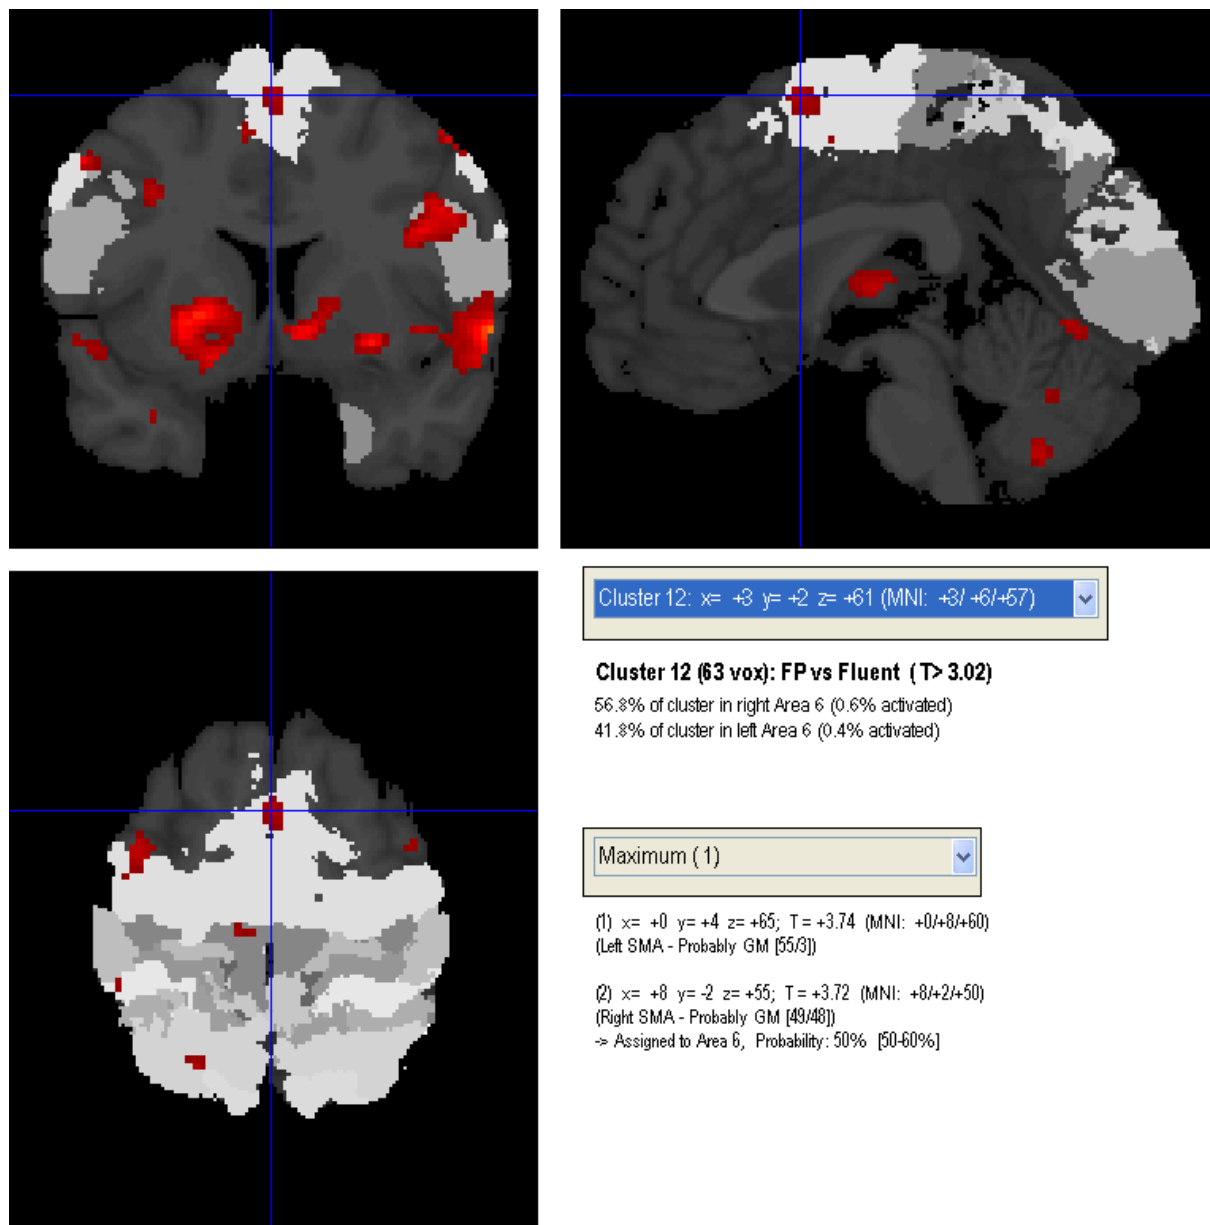 Cluster 12: x= +3 y= +2 z= +61 (MNI: +3/ +6/+57)
Cluster 12 (63 vox): FP vs Fluent ( T> 3.02)
56.8% of cluster in right Area 6 (0.6% activated)
41.8% of cluster in left Area 6 (0.4% activated)
Maximum ( 1)
(1) x= +0 y= +4 z= +65; T = +3.74 (MNI: +0/+8/+60)
(Left SMA - Probably GM [55/3])
(2) x= +8 y= -2 z= +55; T = +3.72 (MNI: +8/+2/+50)
(Right SMA - Probably GM [49/48])
-> Assigned to Area 6, Probability: 50% [50-60%]